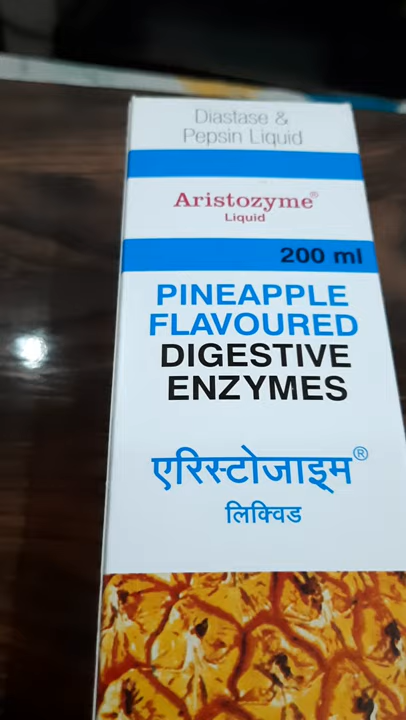 Diastase &
Pepsin Liquid
Aristozyme®
Liquid
200 ml
PINEAPPLE
FLAVOURED
DIGESTIVE
ENZYMES
एरिस्टोजाइम®
लिक्विड